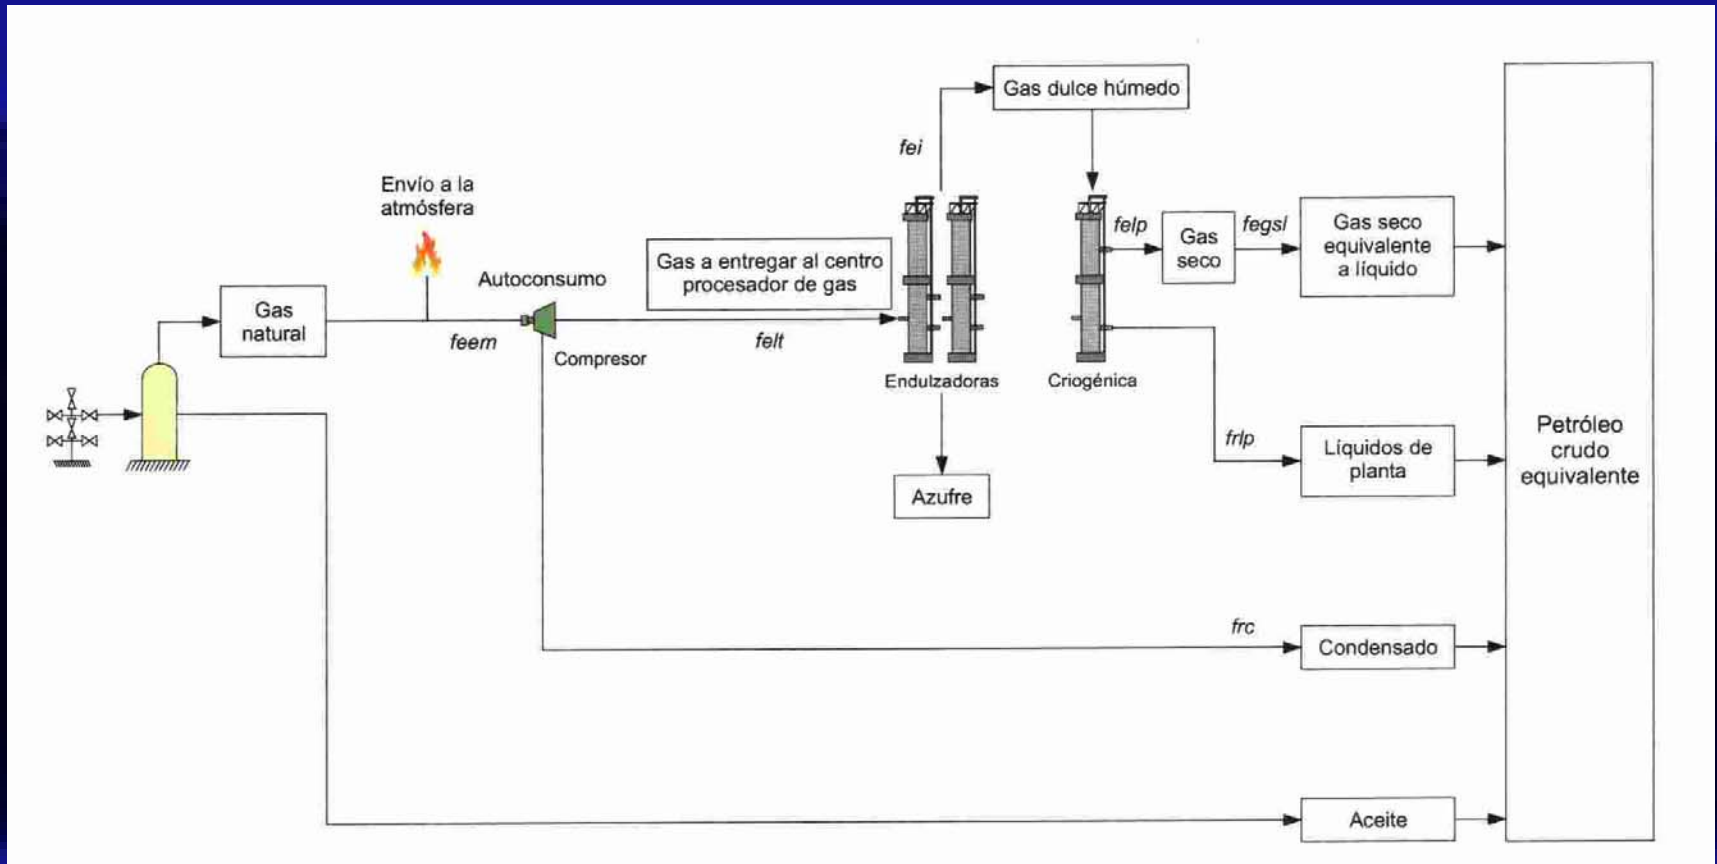 Gas dulce húmedo
fei
Envío a la
atmósfera
Gas
natural
feem
Autoconsumo
Compresor
Gas a entregar al centro
procesador de gas
felt
Endulzadoras
Azufre
Criogénica
felp
Gas
seco
fegsl
Gas seco
equivalente
a líquido
frlp
Líquidos de
planta
frc
Condensado
Aceite
Petróleo
crudo
equivalente